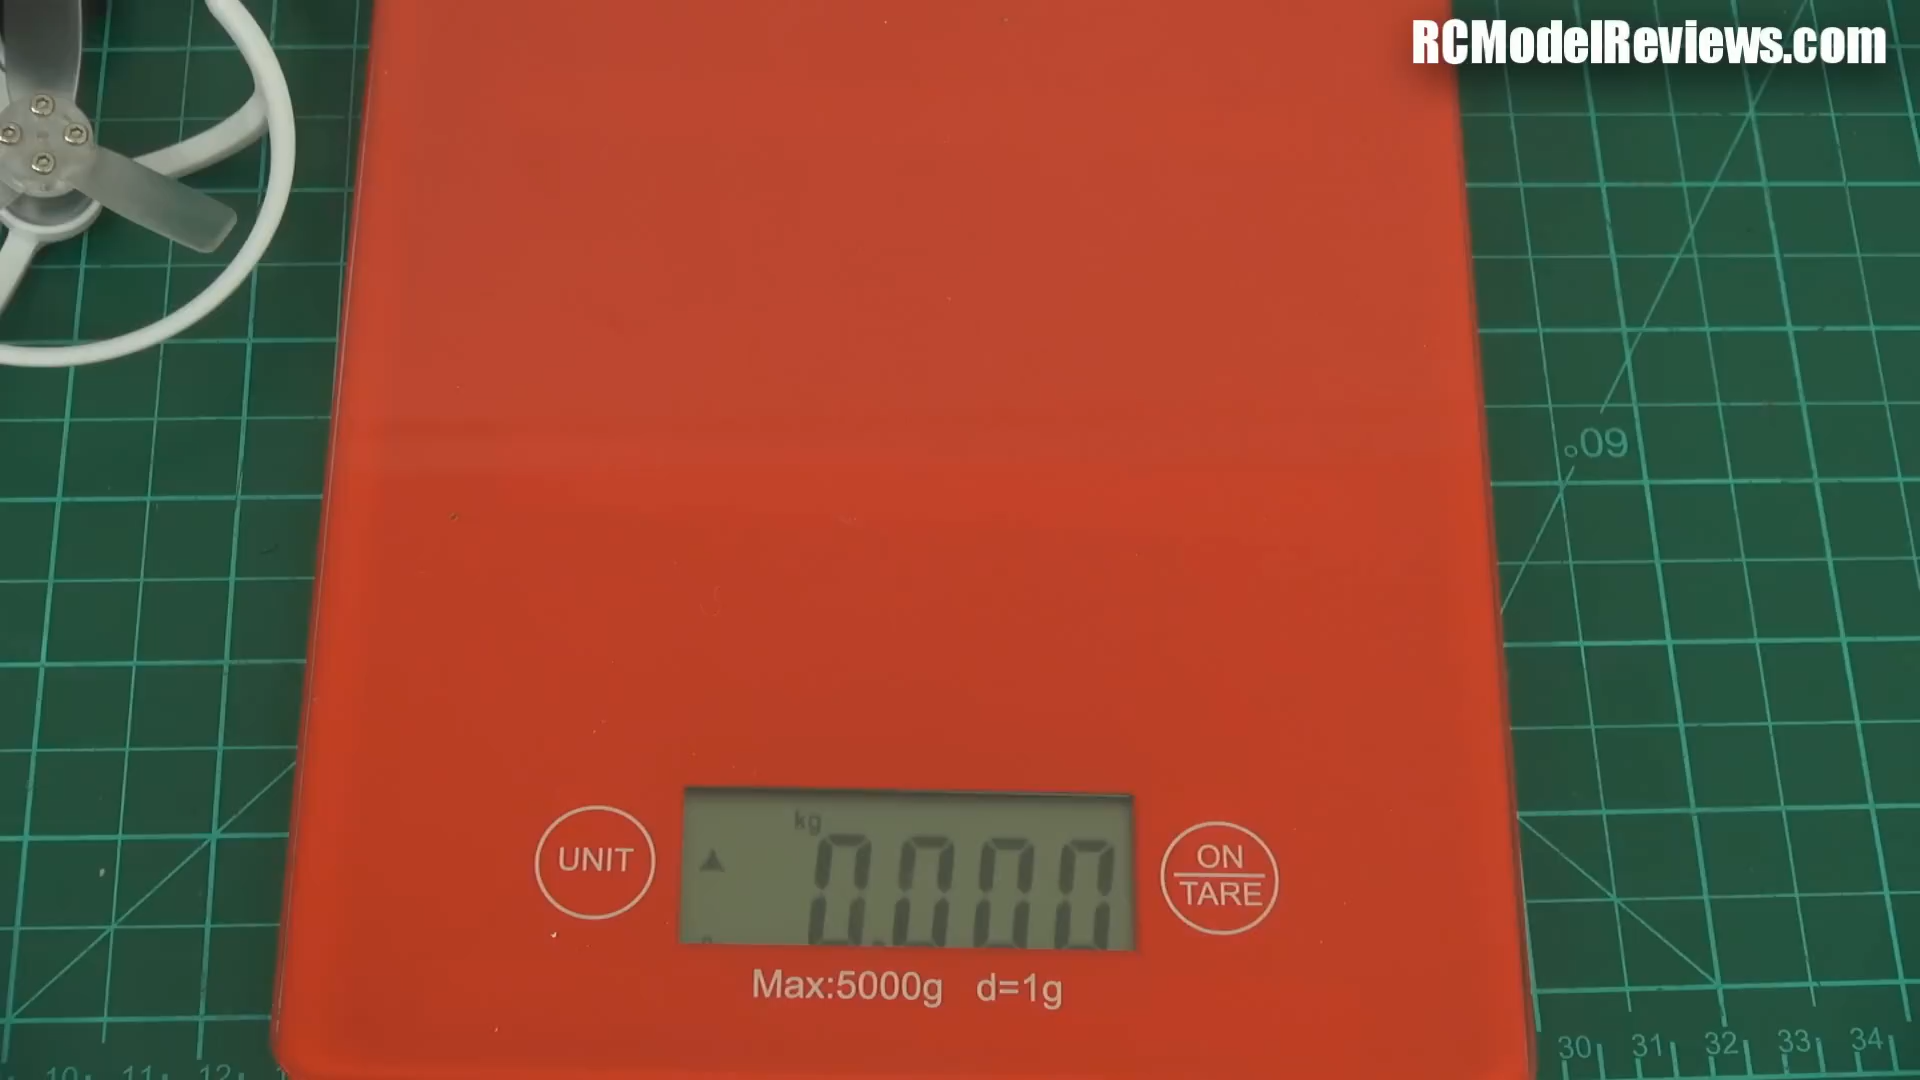 RCModelReviews.com
60°
kg
0.000
UNIT
ON
TARE
Max:5000g d=1g
30 31 32 33 34
10 11 12